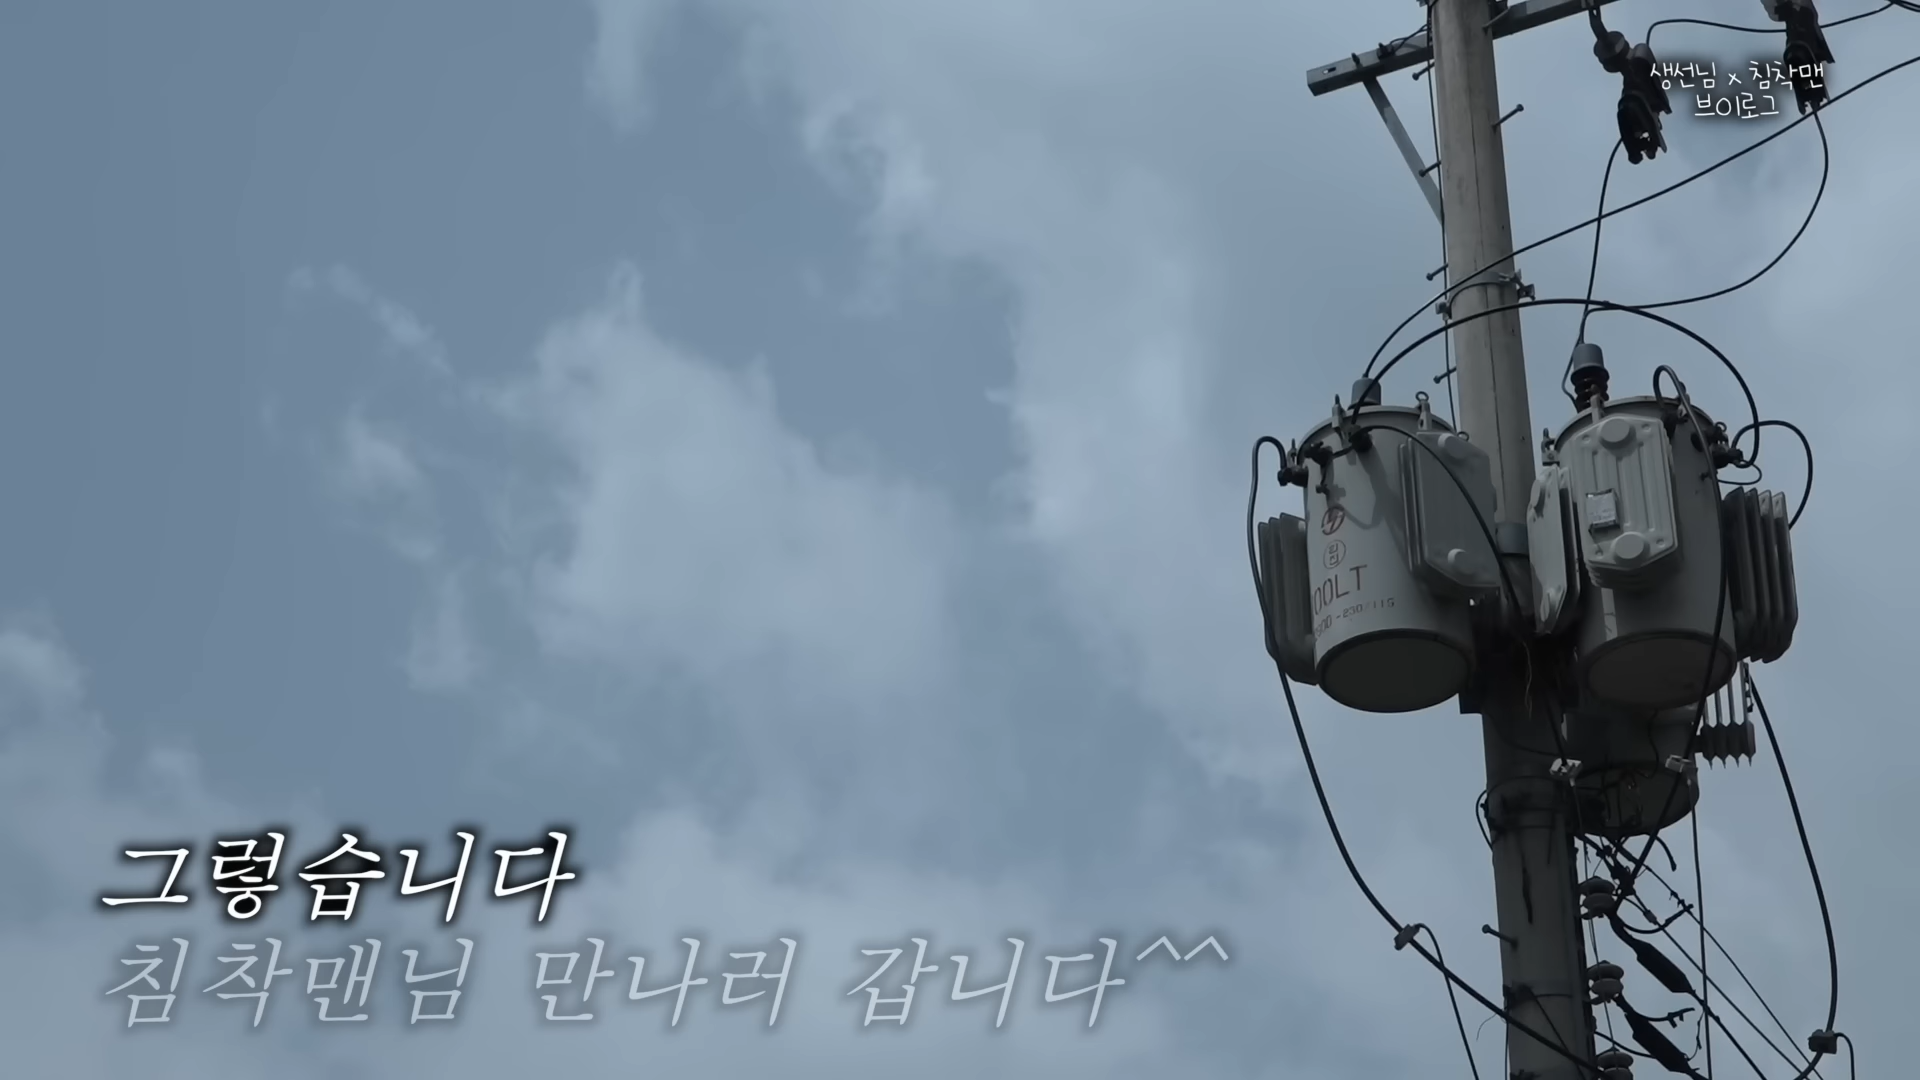 생선님 x 침착맨
브이로그
그렇습니다
침착맨님 만나러 갑니다^^